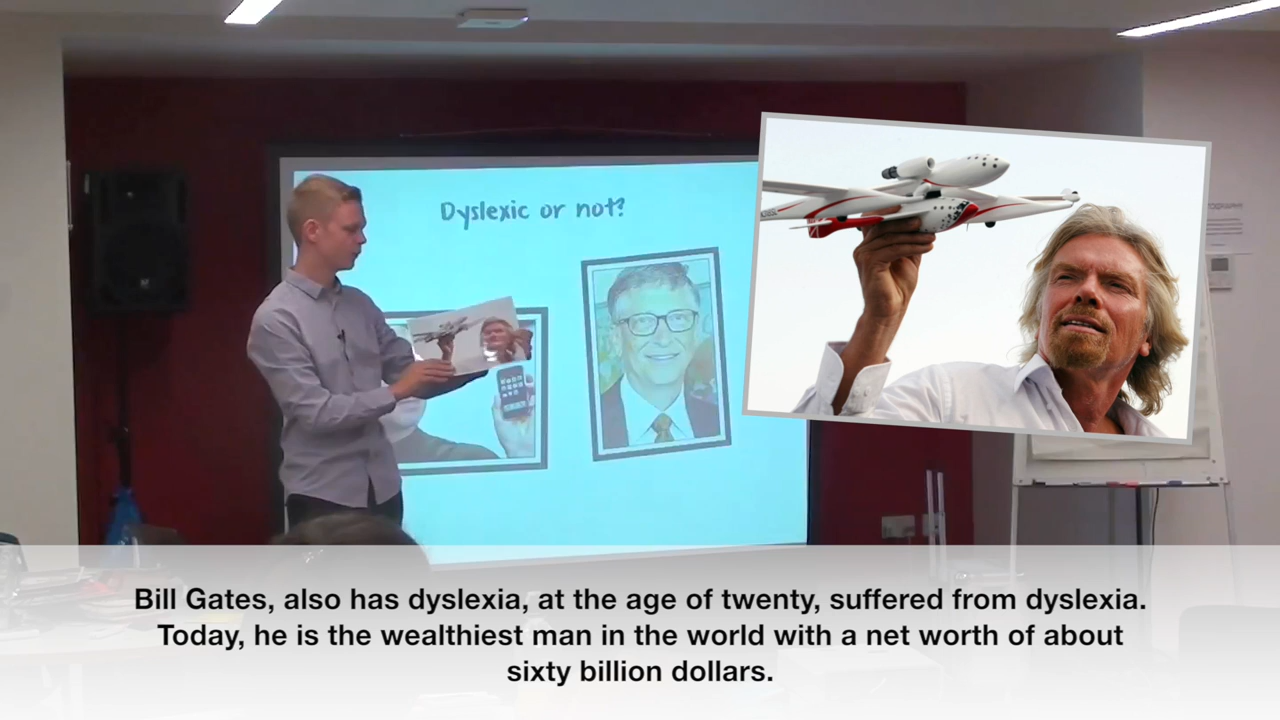 Dyslexic or not?
Bill Gates, also has dyslexia, at the age of twenty, suffered from dyslexia.
Today, he is the wealthiest man in the world with a net worth of about
sixty billion dollars.